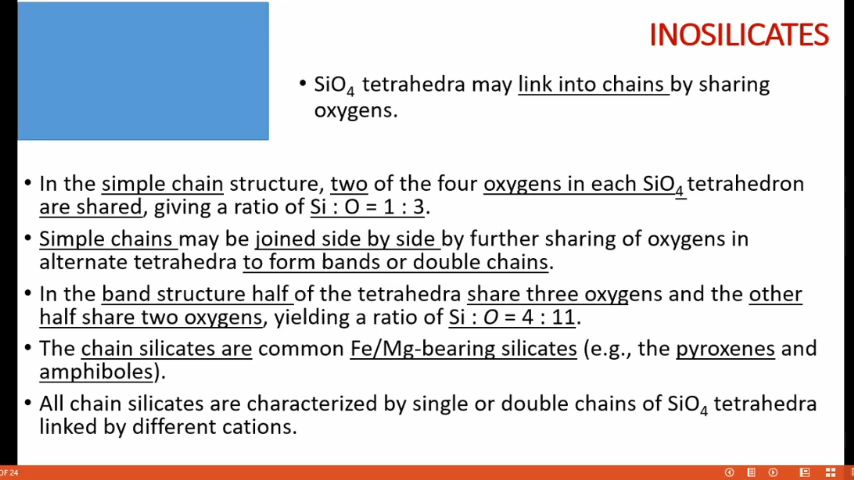 INOSILICATES
• SiO₄ tetrahedra may link into chains by sharing
oxygens.
• In the simple chain structure, two of the four oxygens in each SiO₄ tetrahedron
are shared, giving a ratio of Si : O = 1 : 3.
• Simple chains may be joined side by side by further sharing of oxygens in
alternate tetrahedra to form bands or double chains.
• In the band structure half of the tetrahedra share three oxygens and the other
half share two oxygens, yielding a ratio of Si : O = 4 : 11.
• The chain silicates are common Fe/Mg-bearing silicates (e.g., the pyroxenes and
amphiboles).
• All chain silicates are characterized by single or double chains of SiO₄ tetrahedra
linked by different cations.
OF 24